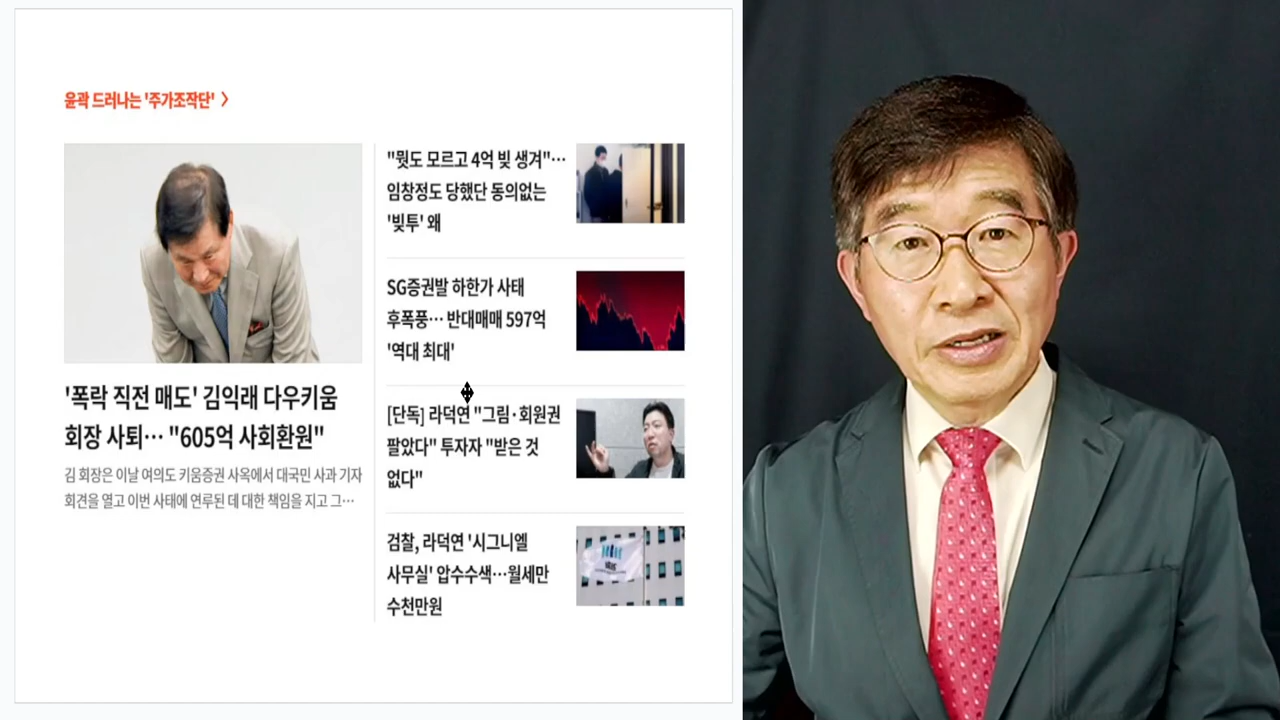 윤곽 드러나는 '주가조작단' 〉
'폭락 직전 매도' 김익래 다우키움
회장 사퇴… "605억 사회환원"
김 회장은 이날 여의도 키움증권 사옥에서 대국민 사과 기자
회견을 열고 이번 사태에 연루된 데 대한 책임을 지고 그…
"뭣도 모르고 4억 빚 생겨"…
임창정도 당했단 동의없는
'빚투' 왜
SG증권발 하한가 사태
후폭풍… 반대매매 597억
'역대 최대'
[단독] 라덕연 "그림·회원권
팔았다" 투자자 "받은 것
없다"
검찰, 라덕연 '시그니엘
사무실' 압수수색…월세만
수천만원